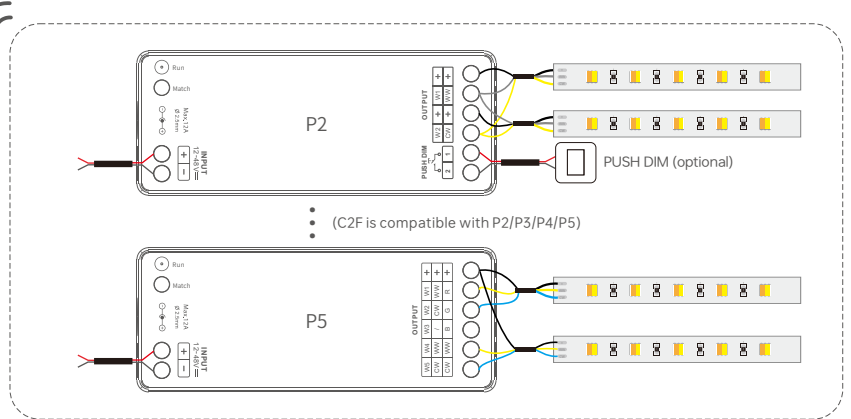 Run
Match
Max.12A
Ø 2.5mm
INPUT
12-48V
+
−
P2
OUTPUT
+ +
W1 WW
+ +
W2 CW
PUSH DIM
1
2
PUSH DIM (optional)
(C2F is compatible with P2/P3/P4/P5)
Run
Match
Max.12A
Ø 2.5mm
INPUT
12-48V
+
−
P5
OUTPUT
+ + +
W1 WW R
W2 CW G
W3 / B
W4 WW WW
W5 CW CW